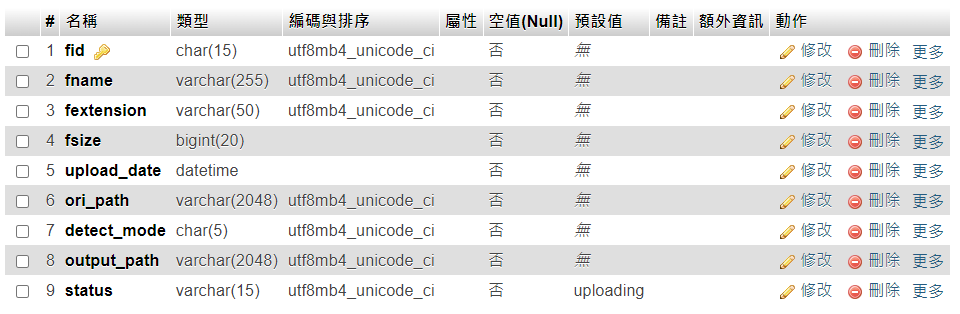 # 名稱 類型 編碼與排序 屬性 空值(Null) 預設值 備註 額外資訊 動作
1 fid char(15) utf8mb4_unicode_ci 否 無 修改 刪除 更多
2 fname varchar(255) utf8mb4_unicode_ci 否 無 修改 刪除 更多
3 fextension varchar(50) utf8mb4_unicode_ci 否 無 修改 刪除 更多
4 fsize bigint(20) 否 無 修改 刪除 更多
5 upload_date datetime 否 無 修改 刪除 更多
6 ori_path varchar(2048) utf8mb4_unicode_ci 否 無 修改 刪除 更多
7 detect_mode char(5) utf8mb4_unicode_ci 否 無 修改 刪除 更多
8 output_path varchar(2048) utf8mb4_unicode_ci 否 無 修改 刪除 更多
9 status varchar(15) utf8mb4_unicode_ci 否 uploading 修改 刪除 更多